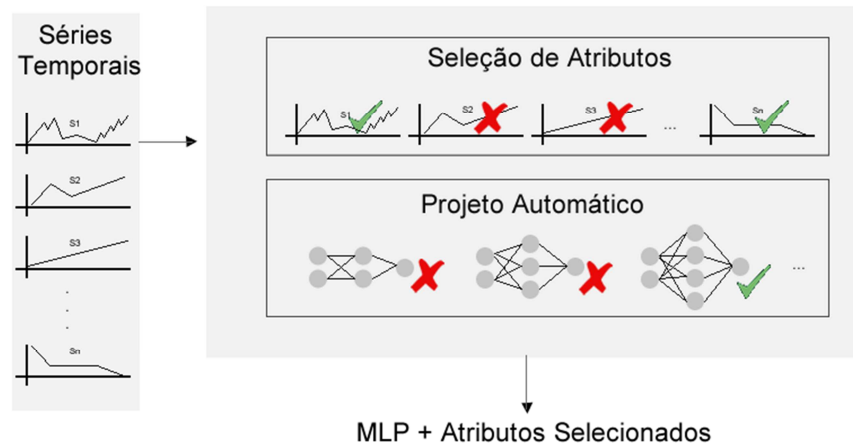 Séries
Temporais
S1
S2
S3
Sn
Seleção de Atributos
S1
S2
S3
...
Sn
Projeto Automático
...
MLP + Atributos Selecionados